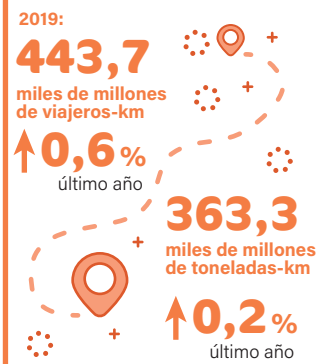 2019:
443,7
miles de millones
de viajeros-km
0,6 %
último año
363,3
miles de millones
de toneladas-km
0,2 %
último año